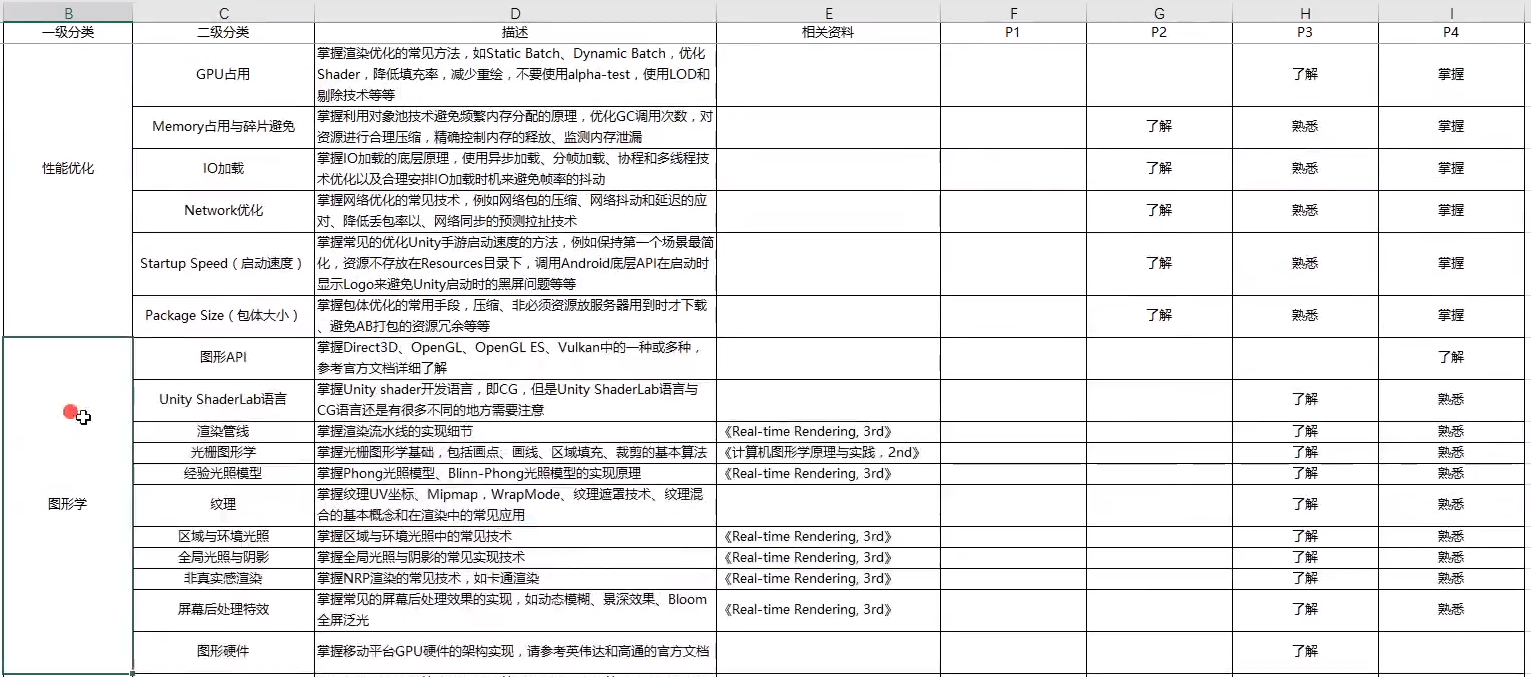 B C D E F G H I
一级分类 二级分类 描述 相关资料 P1 P2 P3 P4
性能优化
GPU占用
掌握渲染优化的常见方法，如Static Batch、Dynamic Batch，优化
Shader，降低填充率，减少重绘，不要使用alpha-test，使用LOD和
剔除技术等等
了解 掌握
Memory占用与碎片避免
掌握利用对象池技术避免频繁内存分配的原理，优化GC调用次数，对
资源进行合理压缩，精确控制内存的释放、监测内存泄漏
了解 熟悉 掌握
IO加载
掌握IO加载的底层原理，使用异步加载、分帧加载、协程和多线程技
术优化以及合理安排IO加载时机来避免帧率的抖动
了解 熟悉 掌握
Network优化
掌握网络优化的常见技术，例如网络包的压缩、网络抖动和延迟的应
对、降低丢包率以、网络同步的预测拉扯技术
了解 熟悉 掌握
Startup Speed（启动速度）
掌握常见的优化Unity手游启动速度的方法，例如保持第一个场景最简
化，资源不存放在Resources目录下，调用Android底层API在启动时
显示Logo来避免Unity启动时的黑屏问题等等
了解 熟悉 掌握
Package Size（包体大小）
掌握包体优化的常用手段，压缩、非必须资源放服务器用到时才下载
、避免AB打包的资源冗余等等
了解 熟悉 掌握
图形学
图形API
掌握Direct3D、OpenGL、OpenGL ES、Vulkan中的一种或多种，
参考官方文档详细了解
了解
Unity ShaderLab语言
掌握Unity shader开发语言，即CG，但是Unity ShaderLab语言与
CG语言还是有很多不同的地方需要注意
了解 熟悉
渲染管线 掌握渲染流水线的实现细节 《Real-time Rendering, 3rd》 了解 熟悉
光栅图形学 掌握光栅图形学基础，包括画点、画线、区域填充、裁剪的基本算法 《计算机图形学原理与实践，2nd》 了解 熟悉
经验光照模型 掌握Phong光照模型、Blinn-Phong光照模型的实现原理 《Real-time Rendering, 3rd》 了解 熟悉
纹理
掌握纹理UV坐标、Mipmap，WrapMode、纹理遮罩技术、纹理混
合的基本概念和在渲染中的常见应用
了解 熟悉
区域与环境光照 掌握区域与环境光照中的常见技术 《Real-time Rendering, 3rd》 了解 熟悉
全局光照与阴影 掌握全局光照与阴影的常见实现技术 《Real-time Rendering, 3rd》 了解 熟悉
非真实感渲染 掌握NRP渲染的常见技术，如卡通渲染 《Real-time Rendering, 3rd》 了解 熟悉
屏幕后处理特效
掌握常见的屏幕后处理效果的实现，如动态模糊、景深效果、Bloom
全屏泛光
《Real-time Rendering, 3rd》 了解 熟悉
图形硬件 掌握移动平台GPU硬件的架构实现，请参考英伟达和高通的官方文档 了解